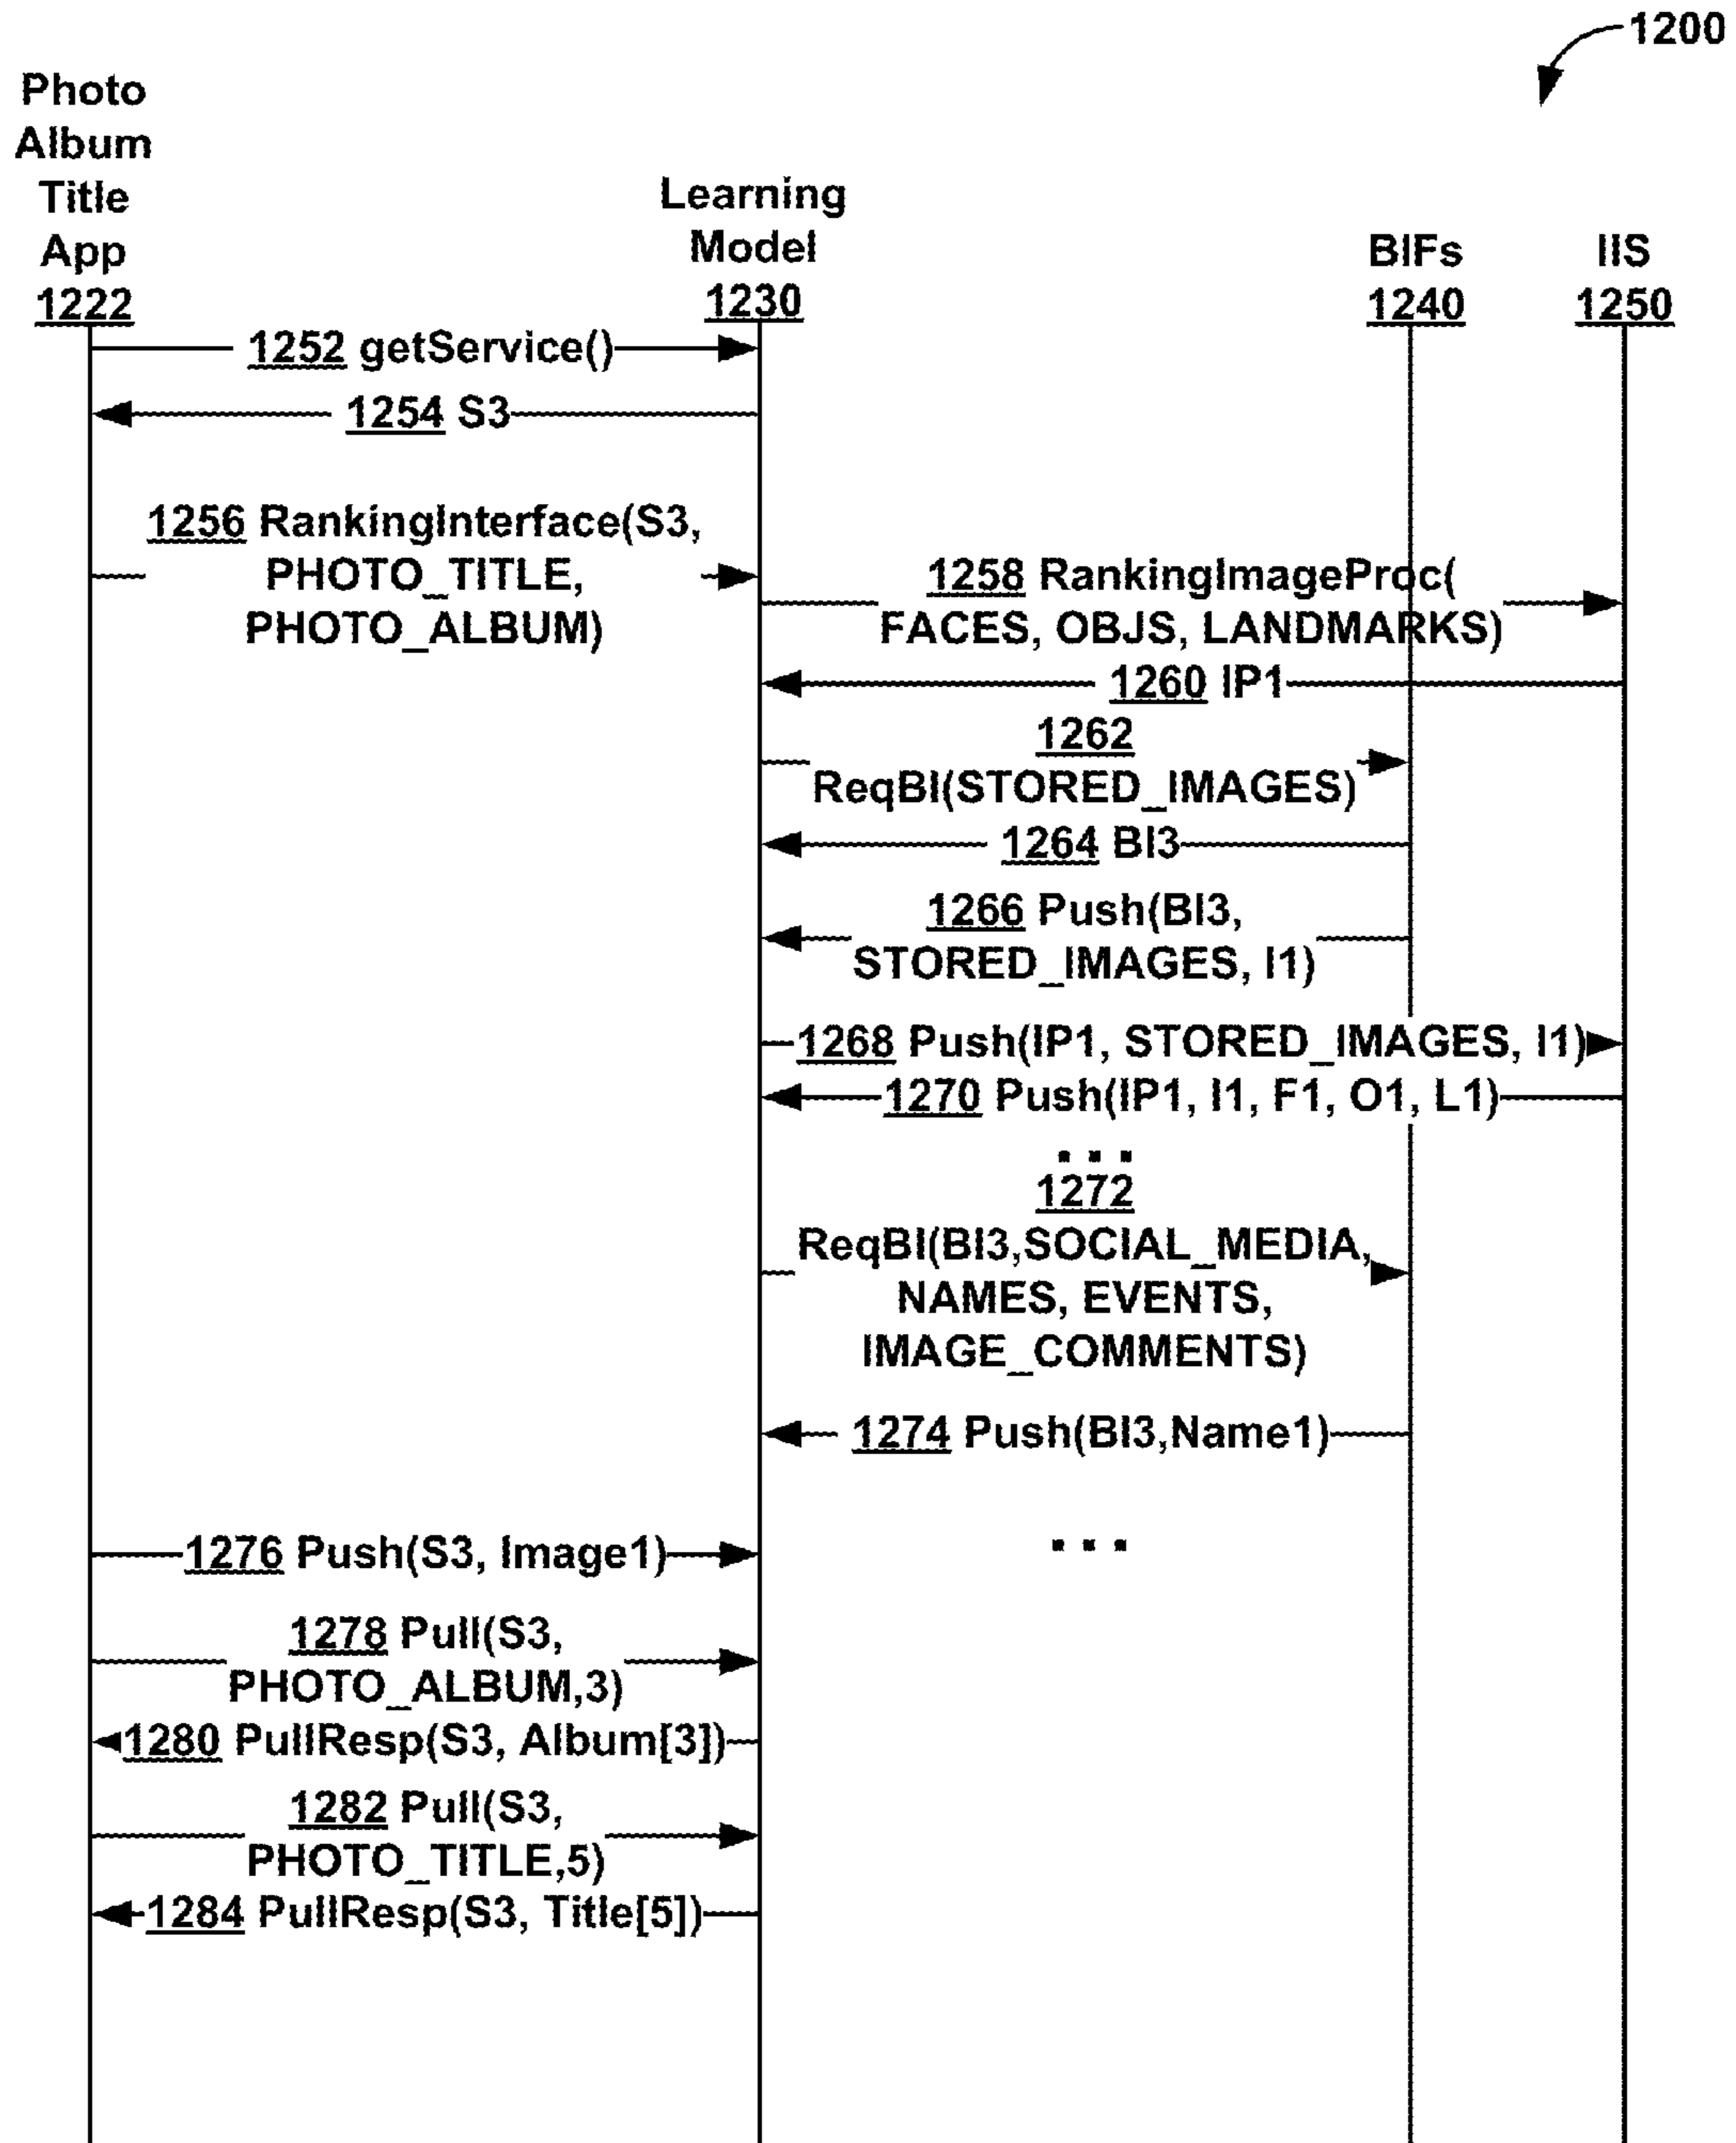 1200
Photo
Album
Title
App
1222
Learning
Model
1230
BIFs
1240
IIS
1250
1252 getService()
1254 S3
1256 RankingInterface(S3,
PHOTO_TITLE,
PHOTO_ALBUM)
1258 RankingImageProc(
FACES, OBJS, LANDMARKS)
1260 IP1
1262
ReqBI(STORED_IMAGES)
1264 BI3
1266 Push(BI3,
STORED_IMAGES, I1)
1268 Push(IP1, STORED_IMAGES, I1)
1270 Push(IP1, I1, F1, O1, L1)
...
1272
ReqBI(BI3,SOCIAL_MEDIA,
NAMES, EVENTS,
IMAGE_COMMENTS)
1274 Push(BI3,Name1)
1276 Push(S3, Image1)
...
1278 Pull(S3,
PHOTO_ALBUM,3)
1280 PullResp(S3, Album[3])
1282 Pull(S3,
PHOTO_TITLE,5)
1284 PullResp(S3, Title[5])